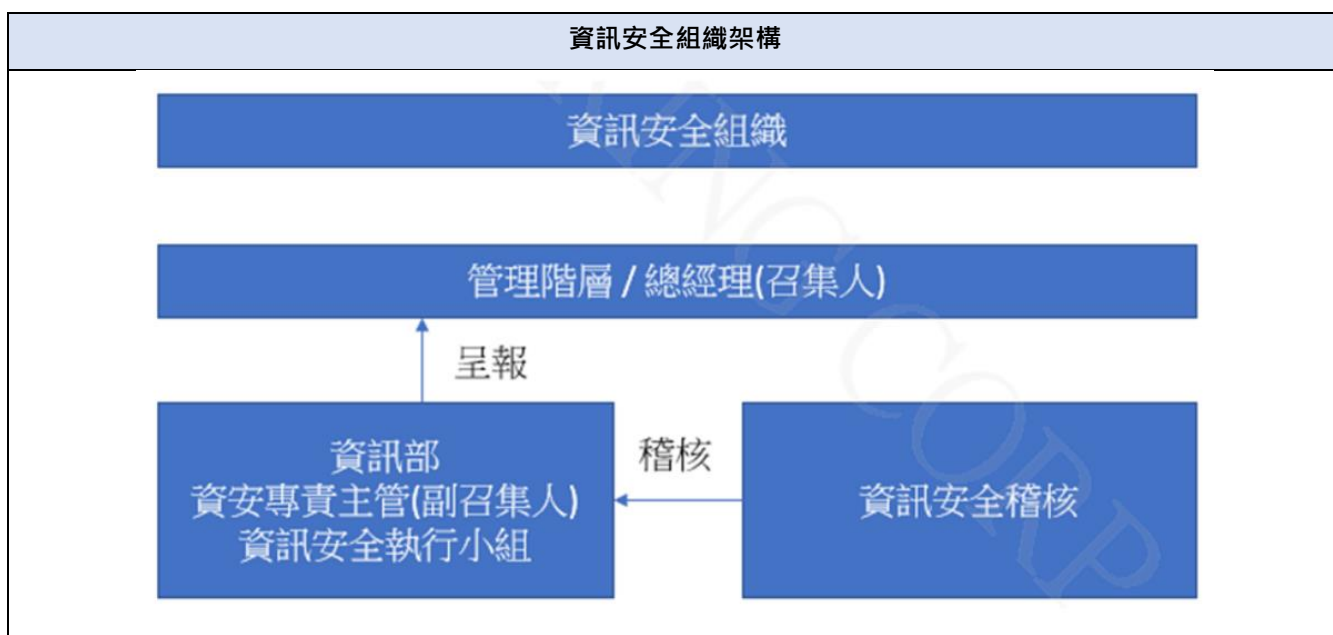 資訊安全組織架構
資訊安全組織
管理階層 / 總經理(召集人)
呈報
資訊部
資安專責主管(副召集人)
資訊安全執行小組
稽核
資訊安全稽核
ING CORP